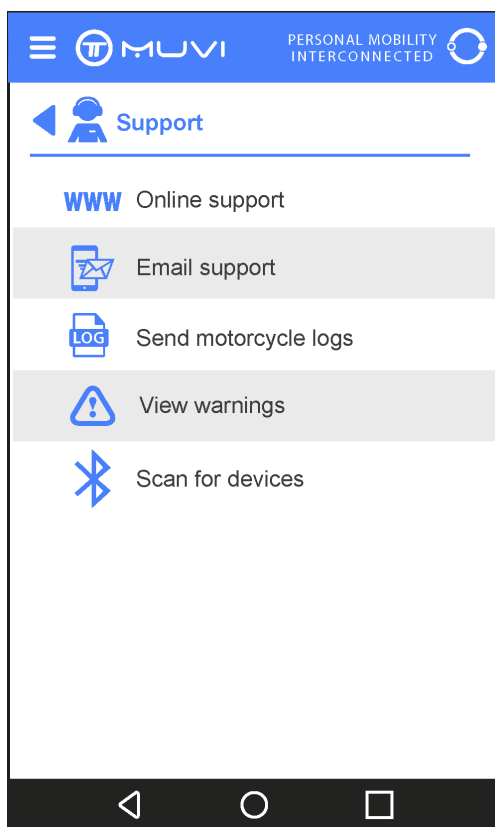 MUVI
PERSONAL MOBILITY
INTERCONNECTED
Support
WWW Online support
Email support
LOG Send motorcycle logs
View warnings
Scan for devices